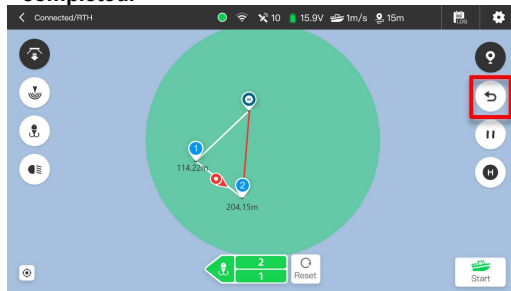 completed.
Connected/RTH 10 15.9V 1m/s 15m LOG
H
1
114.22m
2
204.15m
H
2
1
Reset
Start